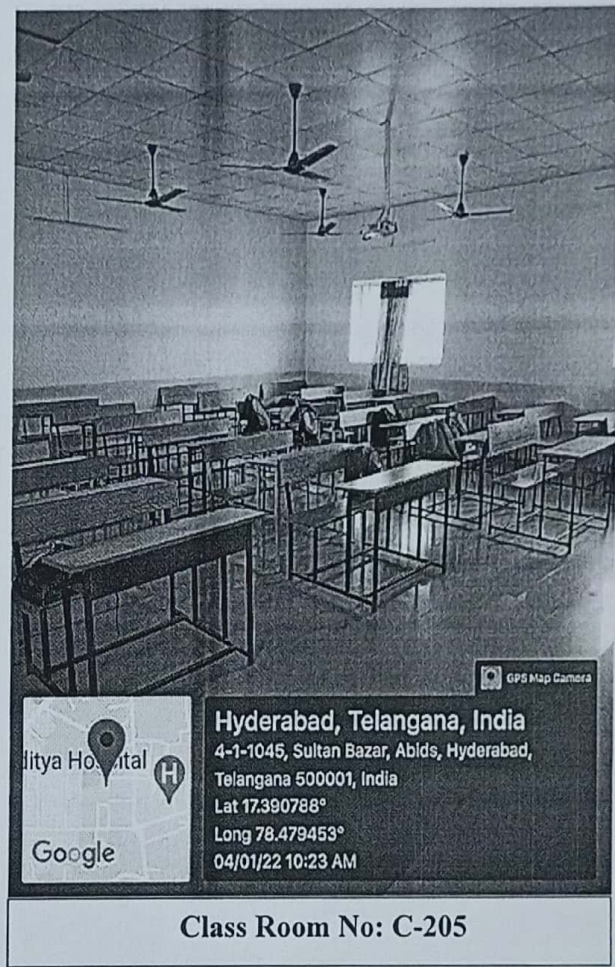 GPS Map Camera
Hyderabad, Telangana, India
4-1-1045, Sultan Bazar, Abids, Hyderabad,
Telangana 500001, India
Lat 17.390788°
Long 78.479453°
04/01/22 10:23 AM
ditya Ho ital
H
Google
Class Room No: C-205